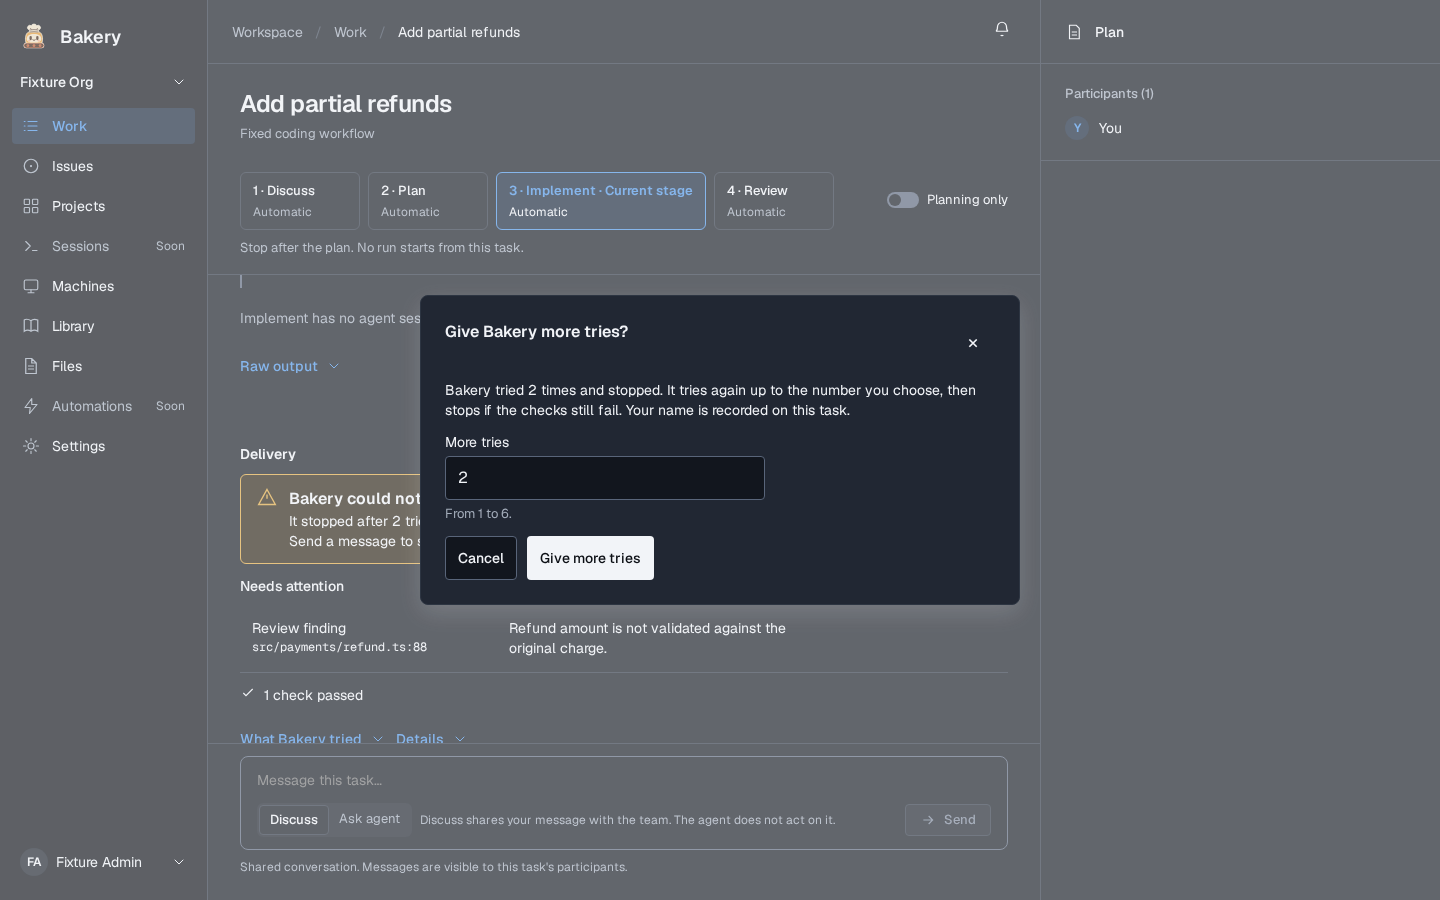 Bakery
Fixture Org
Work
Issues
Projects
Sessions Soon
Machines
Library
Files
Automations Soon
Settings
FA Fixture Admin
Workspace / Work / Add partial refunds
Add partial refunds
Fixed coding workflow
1 · Discuss
Automatic
2 · Plan
Automatic
3 · Implement · Current stage
Automatic
4 · Review
Automatic
Planning only
Stop after the plan. No run starts from this task.
Implement has no agent ses
Raw output
Delivery
Bakery could not
It stopped after 2 trie
Send a message to s
Needs attention
Review finding
src/payments/refund.ts:88
Refund amount is not validated against the
original charge.
1 check passed
What Bakery tried Details
Message this task...
Discuss Ask agent Discuss shares your message with the team. The agent does not act on it. Send
Shared conversation. Messages are visible to this task's participants.
Give Bakery more tries?
Bakery tried 2 times and stopped. It tries again up to the number you choose, then
stops if the checks still fail. Your name is recorded on this task.
More tries
2
From 1 to 6.
Cancel Give more tries
Plan
Participants (1)
Y You